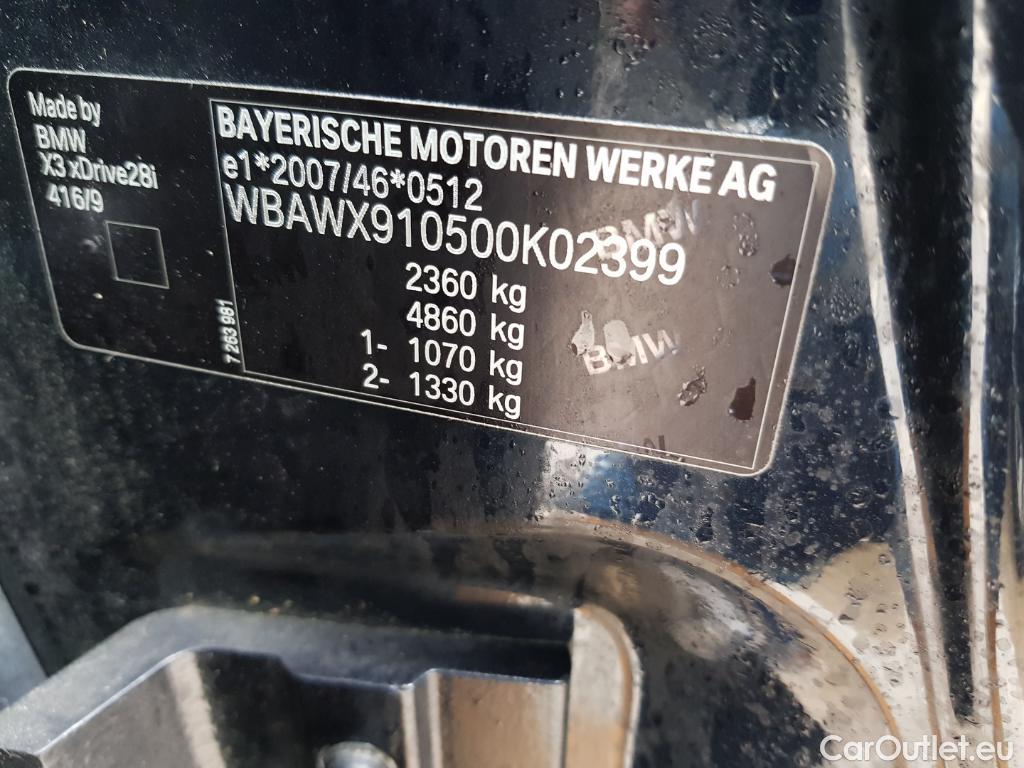 Made by
BMW
X3 xDrive28i
416/9
BAYERISCHE MOTOREN WERKE AG
e1*2007/46*0512
WBAWX910500K02399
2360 kg
4860 kg
1- 1070 kg
2- 1330 kg
7 263 981
BMW
BMW
CarOutlet.eu